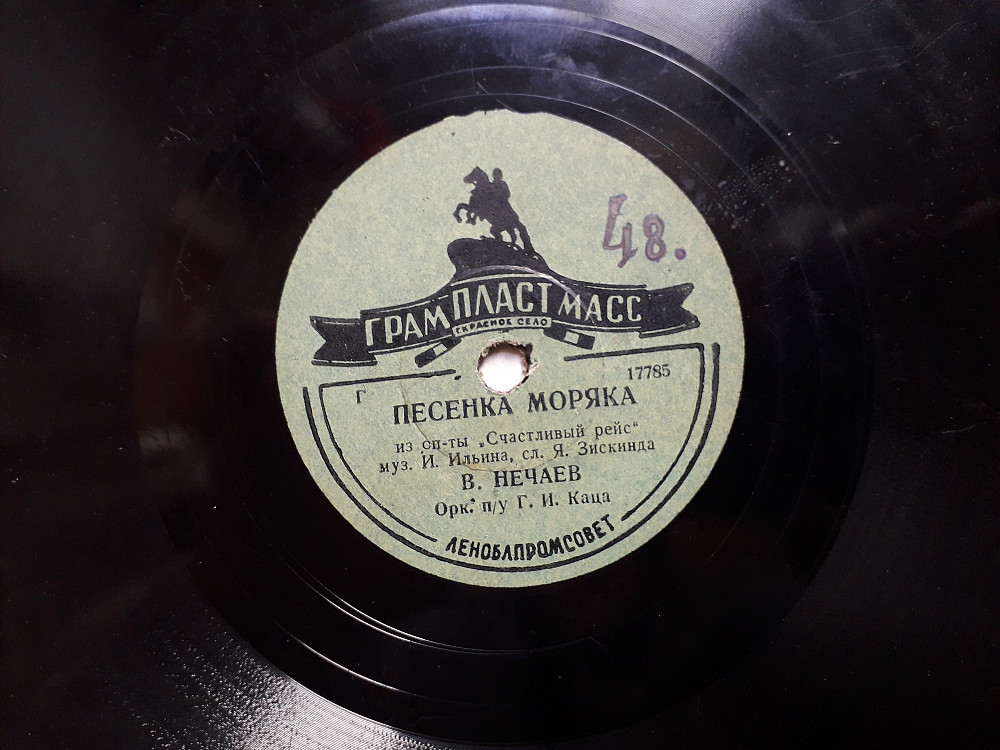 48.
ГРАМПЛАСТМАСС
Г.КРАСНОЕ СЕЛО
Г 17785
ПЕСЕНКА МОРЯКА
из оп-ты „Счастливый рейс“
муз. И. Ильина, сл. Я. Зискинда
В. НЕЧАЕВ
Орк. п/у Г. И. Каца
ЛЕНОБЛПРОМСОВЕТ